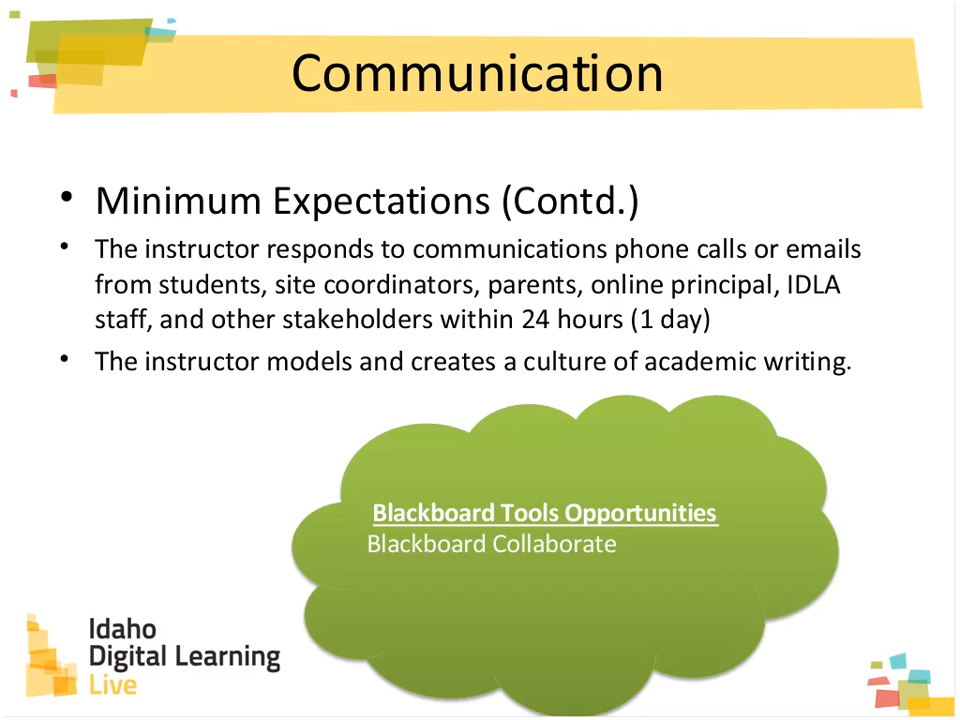 Communication
• Minimum Expectations (Contd.)
• The instructor responds to communications phone calls or emails
from students, site coordinators, parents, online principal, IDLA
staff, and other stakeholders within 24 hours (1 day)
• The instructor models and creates a culture of academic writing.
Blackboard Tools Opportunities
Blackboard Collaborate
Idaho
Digital Learning
Live